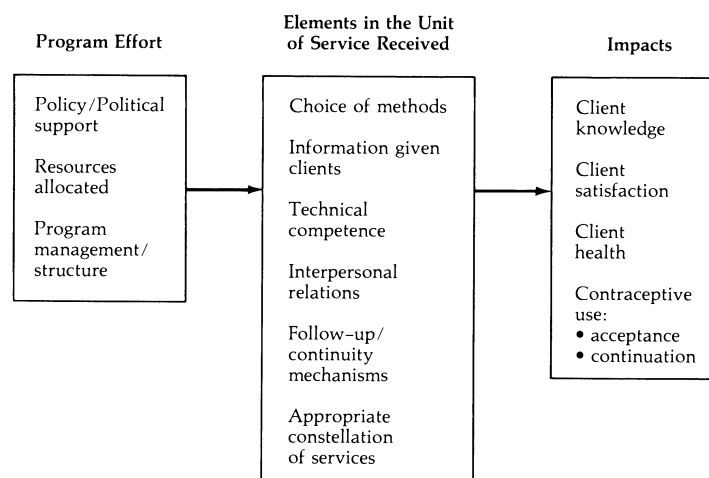 Program Effort
Policy/Political
support
Resources
allocated
Program
management/
structure
Elements in the Unit
of Service Received
Choice of methods
Information given
clients
Technical
competence
Interpersonal
relations
Follow-up/
continuity
mechanisms
Appropriate
constellation
of services
Impacts
Client
knowledge
Client
satisfaction
Client
health
Contraceptive
use:
• acceptance
• continuation